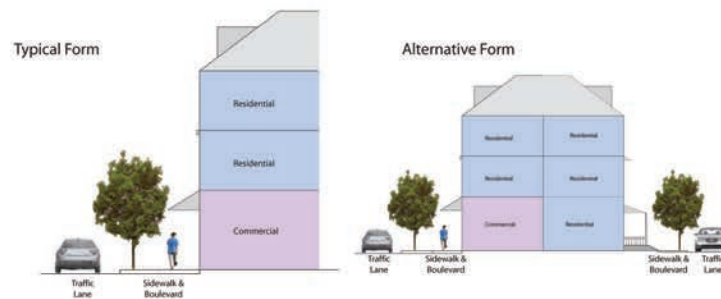 Typical Form
Residential
Residential
Commercial
Traffic
Lane
Sidewalk &
Boulevard
Alternative Form
Residential
Residential
Residential
Residential
Commercial
Residential
Traffic
Lane
Sidewalk &
Boulevard
Sidewalk &
Boulevard
Traffic
Lane